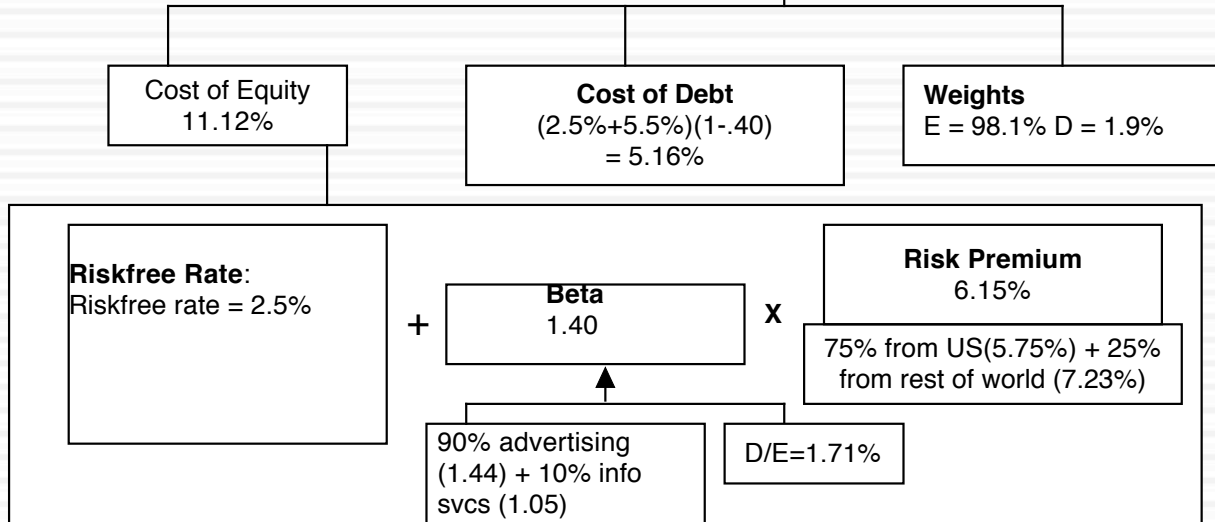 Cost of Equity
11.12%
Cost of Debt
(2.5%+5.5%)(1-.40)
= 5.16%
Weights
E = 98.1% D = 1.9%
Riskfree Rate:
Riskfree rate = 2.5%
+
Beta
1.40
X
Risk Premium
6.15%
75% from US(5.75%) + 25%
from rest of world (7.23%)
90% advertising
(1.44) + 10% info
svcs (1.05)
D/E=1.71%